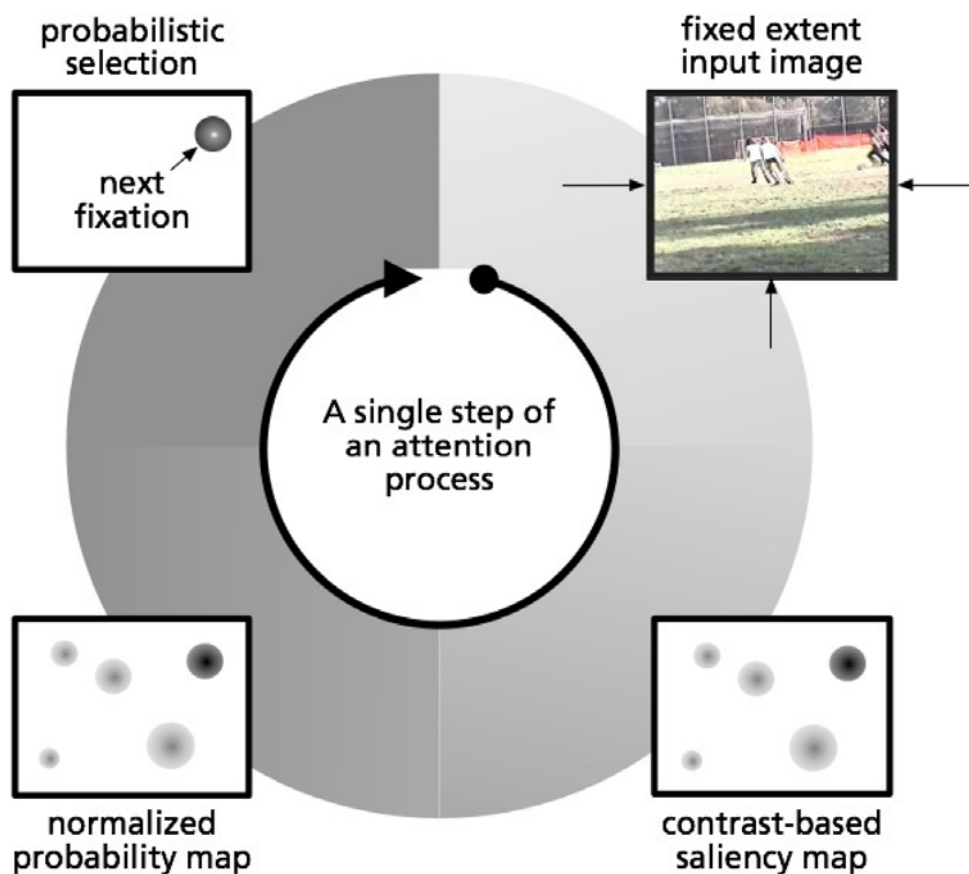 probabilistic
selection
next
fixation
fixed extent
input image
A single step of
an attention
process
normalized
probability map
contrast-based
saliency map